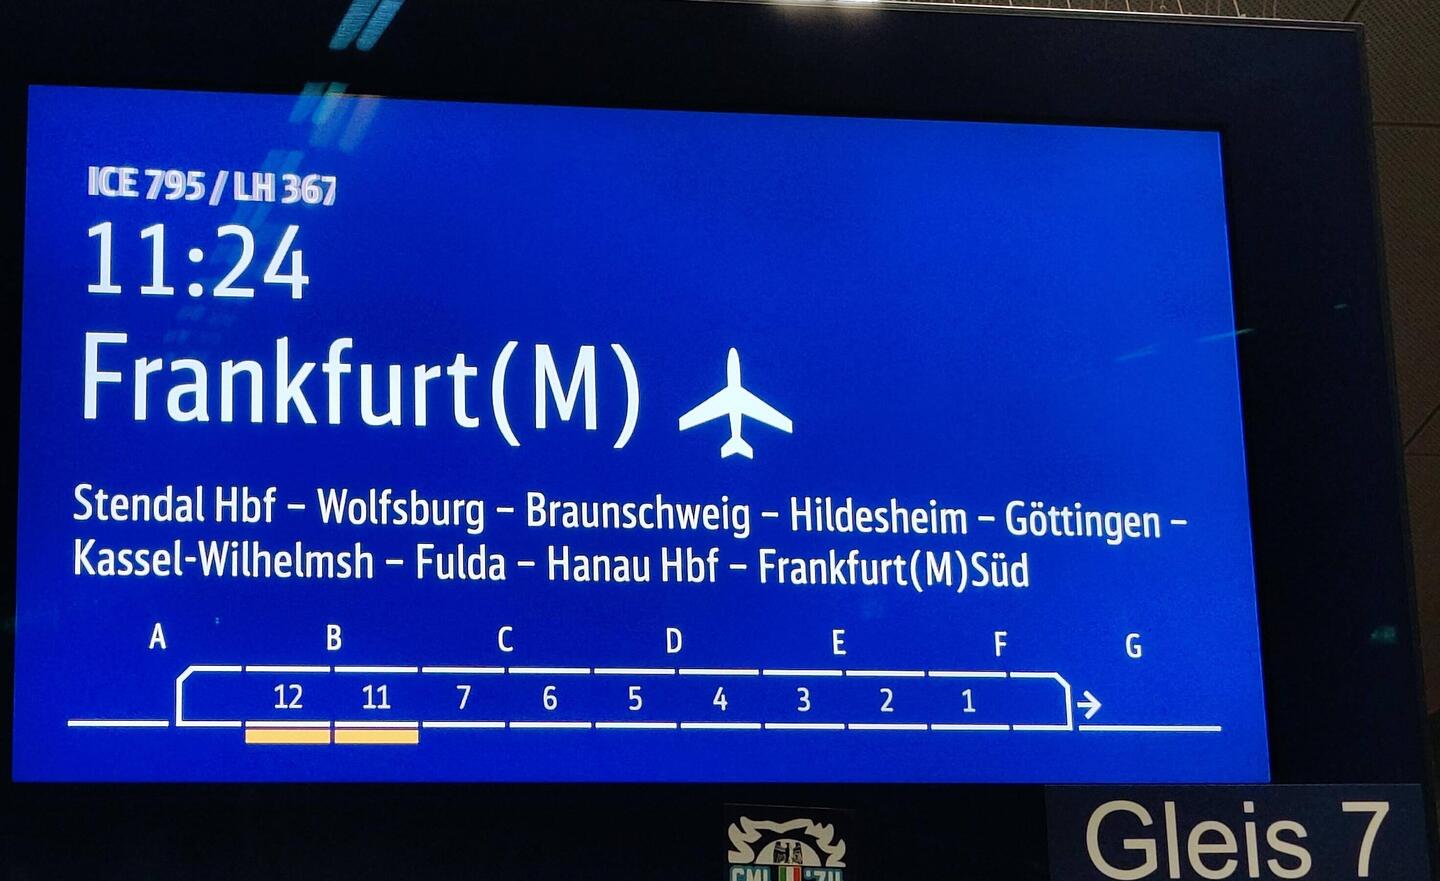 ICE 795 / LH 367
11:24
Frankfurt(M)
Stendal Hbf – Wolfsburg – Braunschweig – Hildesheim – Göttingen –
Kassel-Wilhelmsh – Fulda – Hanau Hbf – Frankfurt(M)Süd
A B C D E F G
12 11 7 6 5 4 3 2 1
Gleis 7